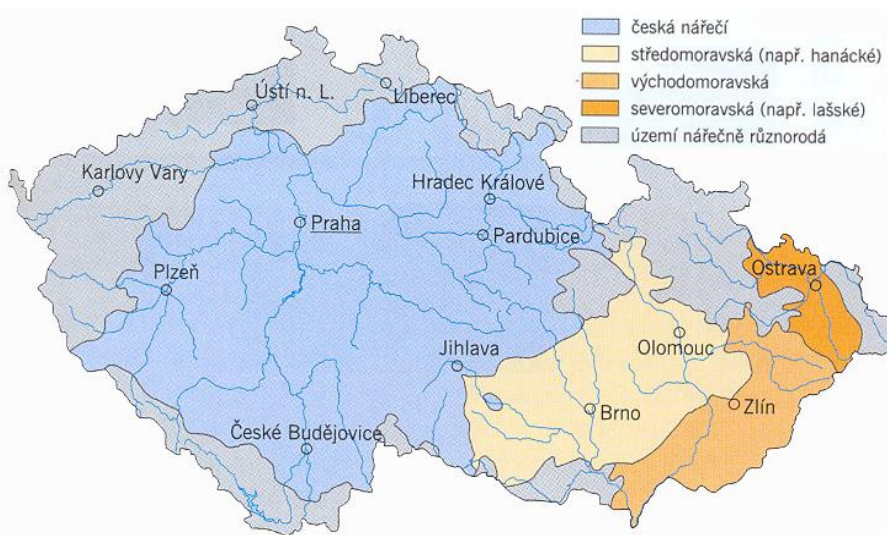 česká nářečí
středomoravská (např. hanácké)
východomoravská
severomoravská (např. lašské)
území nářečně různorodá
Ústí n. L.
Liberec
Karlovy Vary
Hradec Králové
Praha
Pardubice
Plzeň
Ostrava
Jihlava
Olomouc
Brno
Zlín
České Budějovice